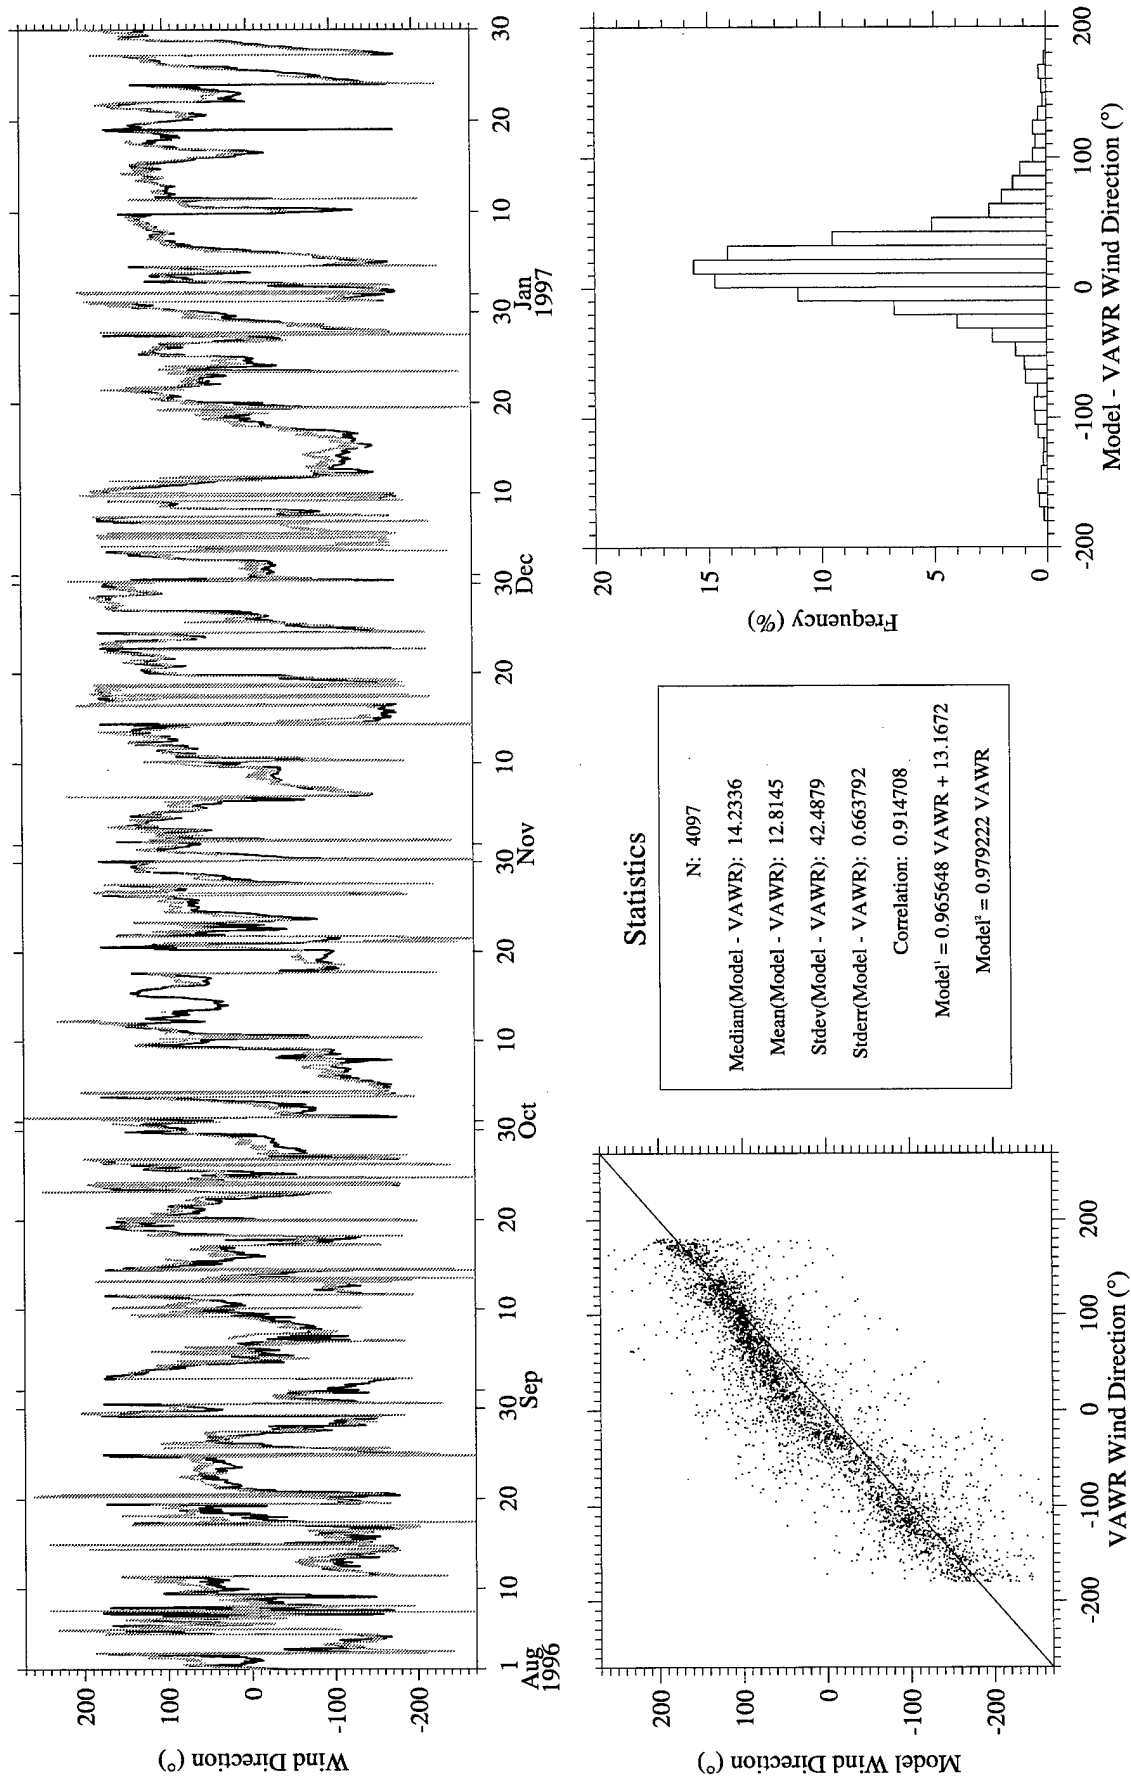 Wind Direction (°)
200
100
0
-100
-200
1
10
20
30
10
20
30
10
20
30
10
20
30
10
20
30
10
20
30
Aug
1996
Sep
Oct
Nov
Dec
Jan
1997
Model Wind Direction (°)
200
100
0
-100
-200
-200
-100
0
100
200
VAWR Wind Direction (°)
Statistics
N: 4097
Median(Model - VAWR): 14.2336
Mean(Model - VAWR): 12.8145
Stdev(Model - VAWR): 42.4879
Stderr(Model - VAWR): 0.663792
Correlation: 0.914708
Model¹ = 0.965648 VAWR + 13.1672
Model² = 0.979222 VAWR
Frequency (%)
20
15
10
5
0
-200
-100
0
100
200
Model - VAWR Wind Direction (°)